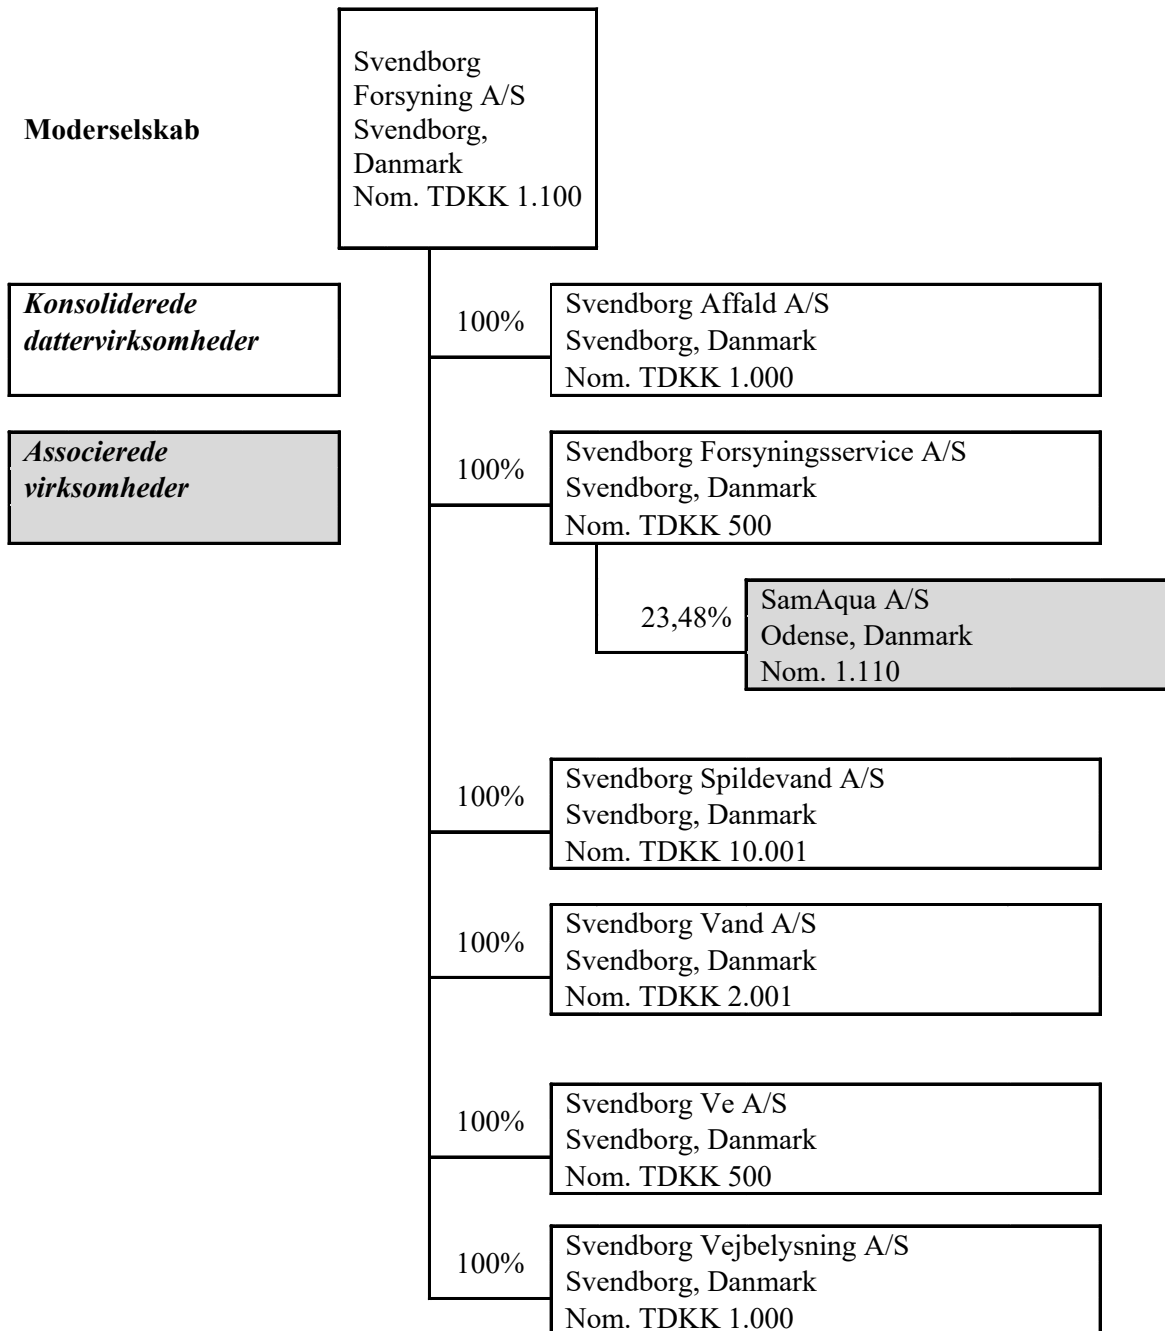 Moderselskab
Svendborg
Forsyning A/S
Svendborg,
Danmark
Nom. TDKK 1.100
Konsoliderede
dattervirksomheder
100%
Svendborg Affald A/S
Svendborg, Danmark
Nom. TDKK 1.000
Associerede
virksomheder
100%
Svendborg Forsyningsservice A/S
Svendborg, Danmark
Nom. TDKK 500
23,48%
SamAqua A/S
Odense, Danmark
Nom. 1.110
100%
Svendborg Spildevand A/S
Svendborg, Danmark
Nom. TDKK 10.001
100%
Svendborg Vand A/S
Svendborg, Danmark
Nom. TDKK 2.001
100%
Svendborg Ve A/S
Svendborg, Danmark
Nom. TDKK 500
100%
Svendborg Vejbelysning A/S
Svendborg, Danmark
Nom. TDKK 1.000